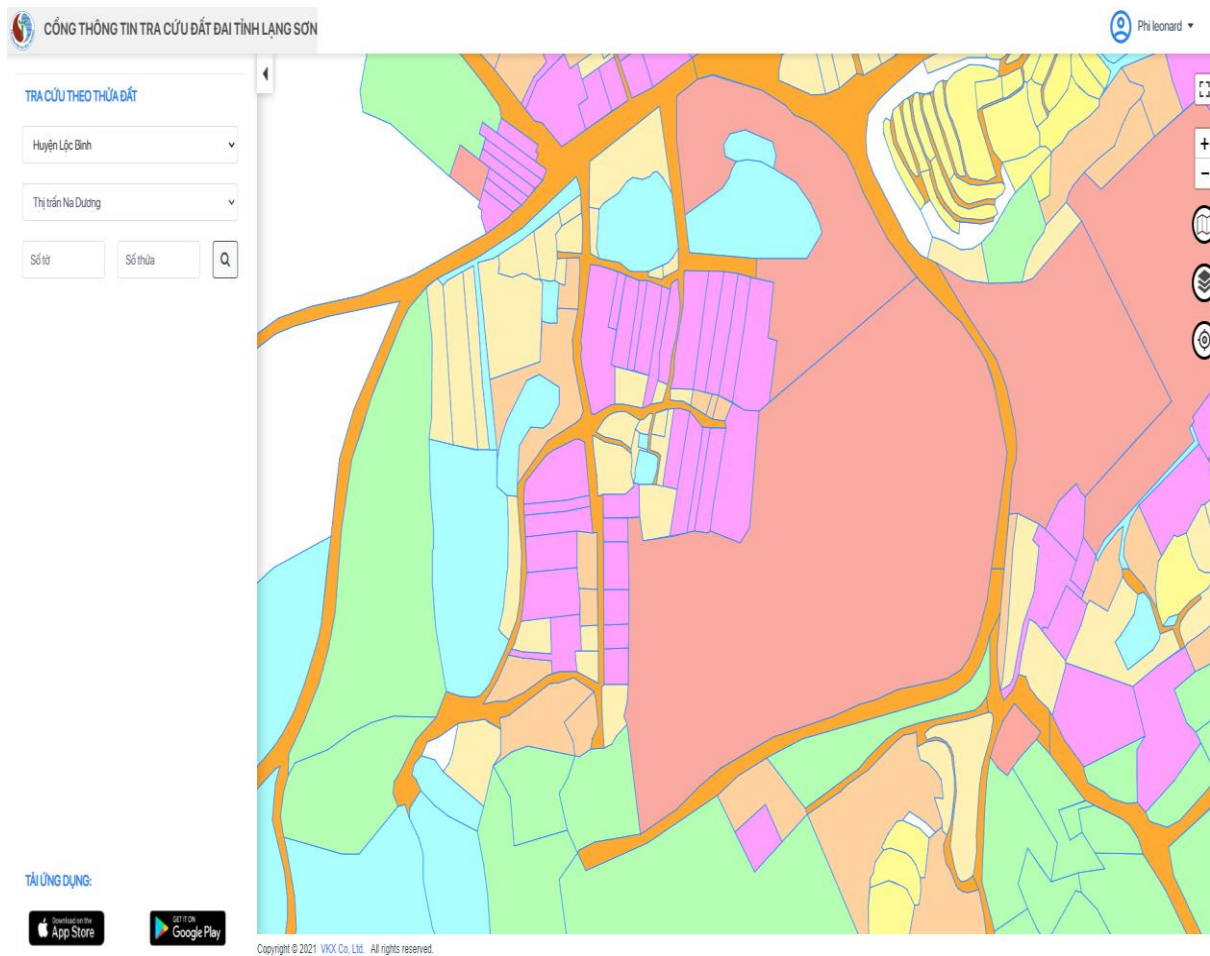 CỔNG THÔNG TIN TRA CỨU ĐẤT ĐAI TỈNH LẠNG SƠN
Phi leonard
TRA CỨU THEO THỬA ĐẤT
Huyện Lộc Bình
Thị trấn Na Dương
Số tờ
Số thửa
TẢI ỨNG DỤNG:
Download on the
App Store
GET IT ON
Google Play
Copyright © 2021 VKX Co, Ltd. All rights reserved.